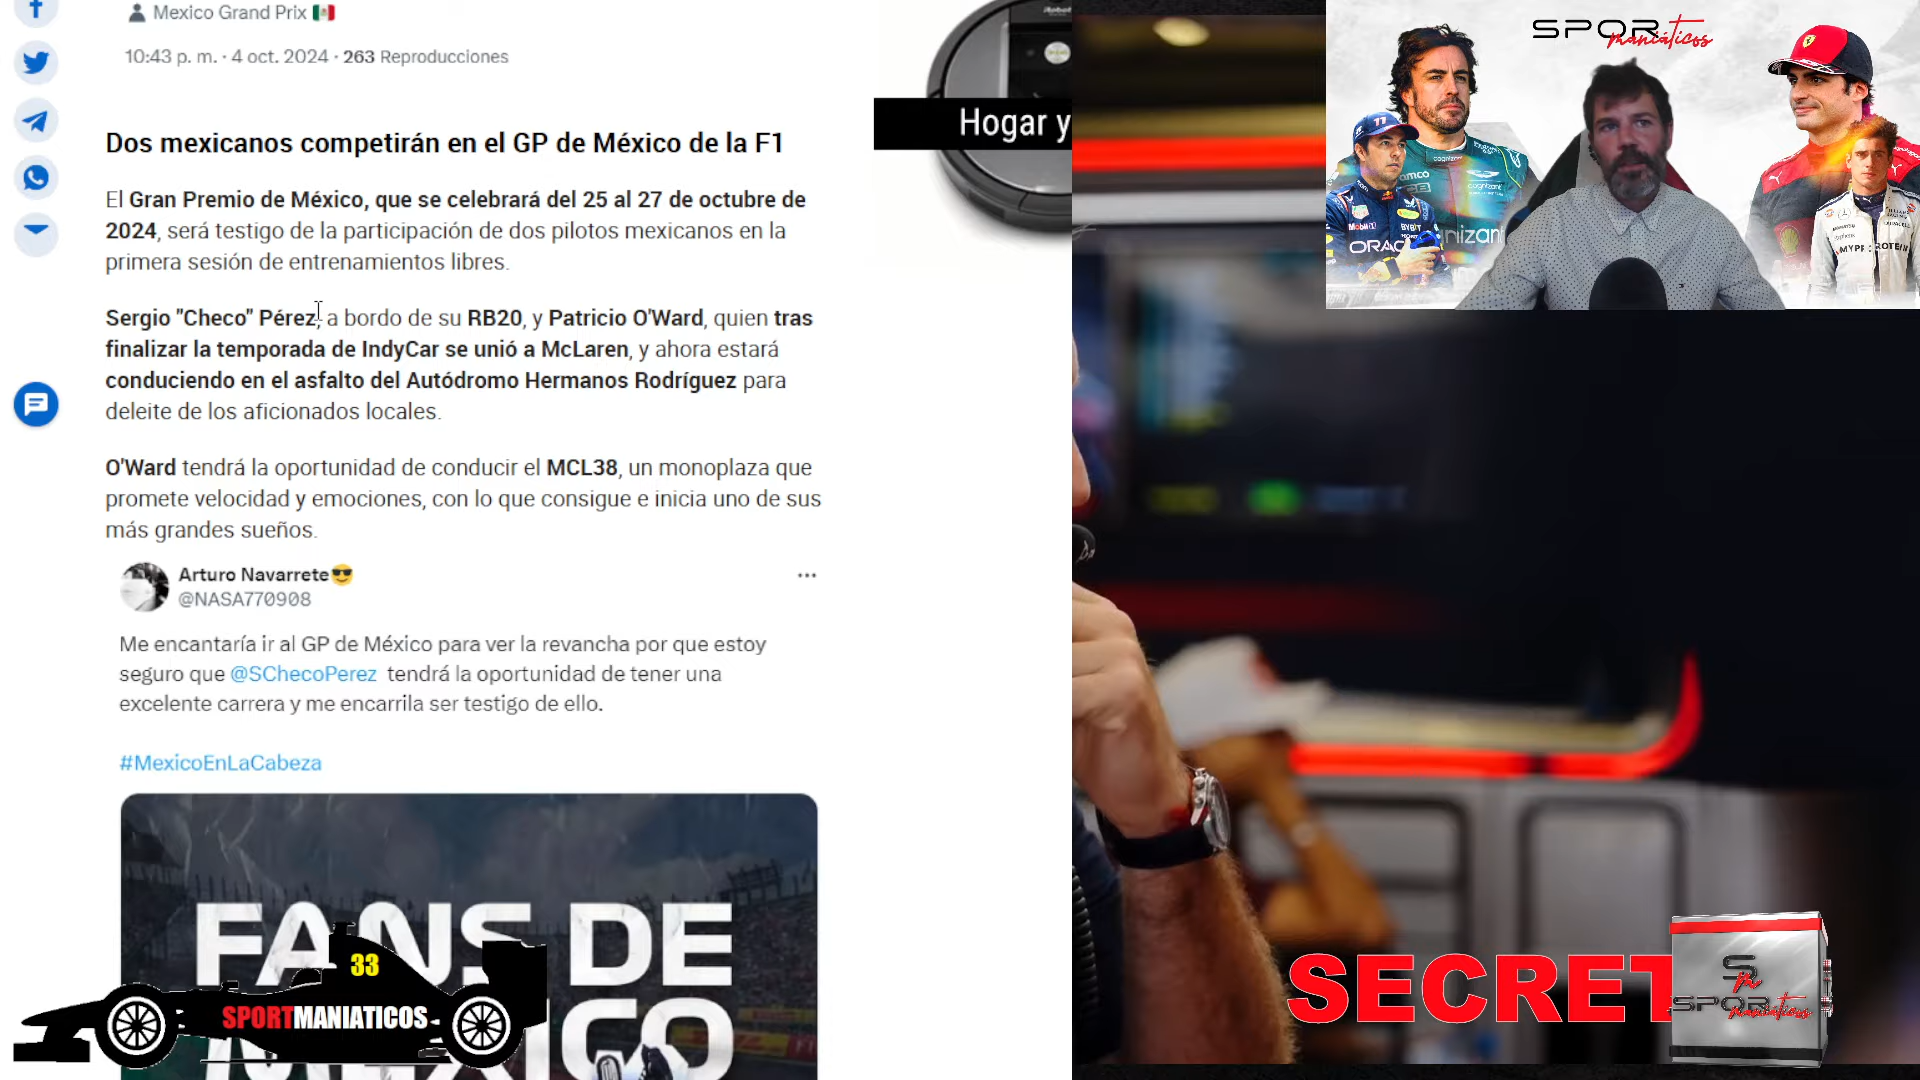 Mexico Grand Prix 🇲🇽
10:43 p. m. · 4 oct. 2024 · 263 Reproducciones
Dos mexicanos competirán en el GP de México de la F1
El Gran Premio de México, que se celebrará del 25 al 27 de octubre de
2024, será testigo de la participación de dos pilotos mexicanos en la
primera sesión de entrenamientos libres.
Sergio "Checo" Pérez, a bordo de su RB20, y Patricio O'Ward, quien tras
finalizar la temporada de IndyCar se unió a McLaren, y ahora estará
conduciendo en el asfalto del Autódromo Hermanos Rodríguez para
deleite de los aficionados locales.
O'Ward tendrá la oportunidad de conducir el MCL38, un monoplaza que
promete velocidad y emociones, con lo que consigue e inicia uno de sus
más grandes sueños.
Arturo Navarrete😎
@NASA770908
Me encantaría ir al GP de México para ver la revancha por que estoy
seguro que @SChecoPerez tendrá la oportunidad de tener una
excelente carrera y me encarrila ser testigo de ello.
#MexicoEnLaCabeza
FANS DE
33
SPORTMANIATICOS
Hogar y
SPORT
maniáticos
cognizant
ORAC
MYPROTEIN
SECRET
SPORT
maniáticos